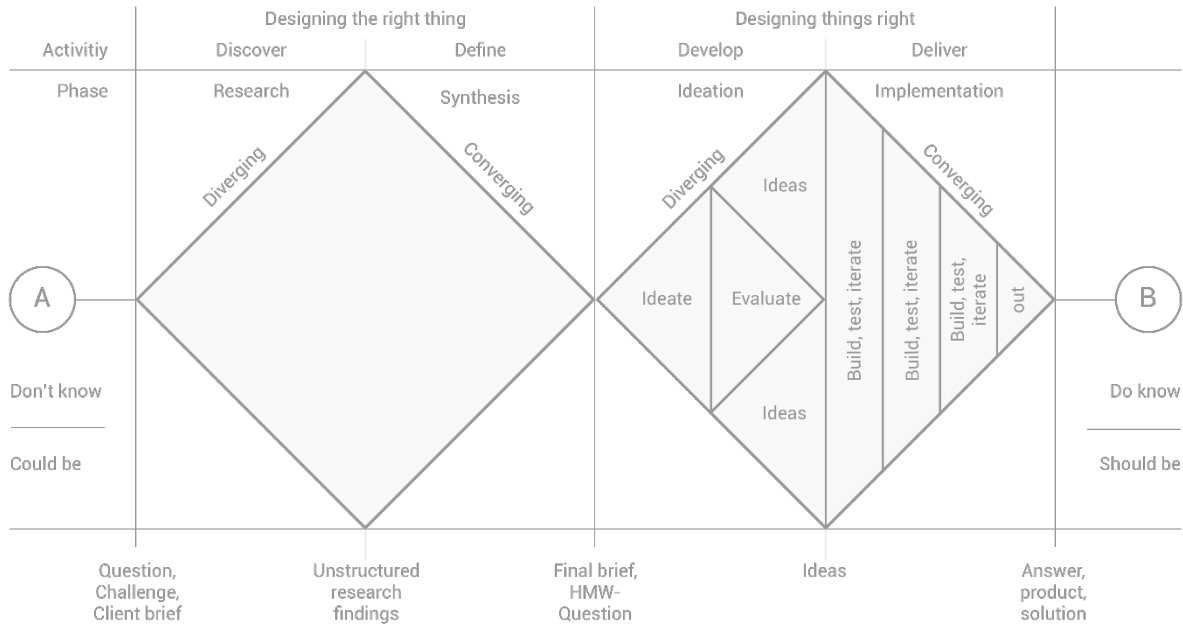 Designing the right thing
Designing things right
Activitiy
Discover
Define
Develop
Deliver
Phase
Research
Synthesis
Ideation
Implementation
Diverging
Converging
Diverging
Converging
Ideas
A
Ideate
Evaluate
Build, test, iterate
Build, test, iterate
Build, test,
iterate
out
B
Don't know
Could be
Ideas
Do know
Should be
Question,
Challenge,
Client brief
Unstructured
research
findings
Final brief,
HMW-
Question
Ideas
Answer,
product,
solution